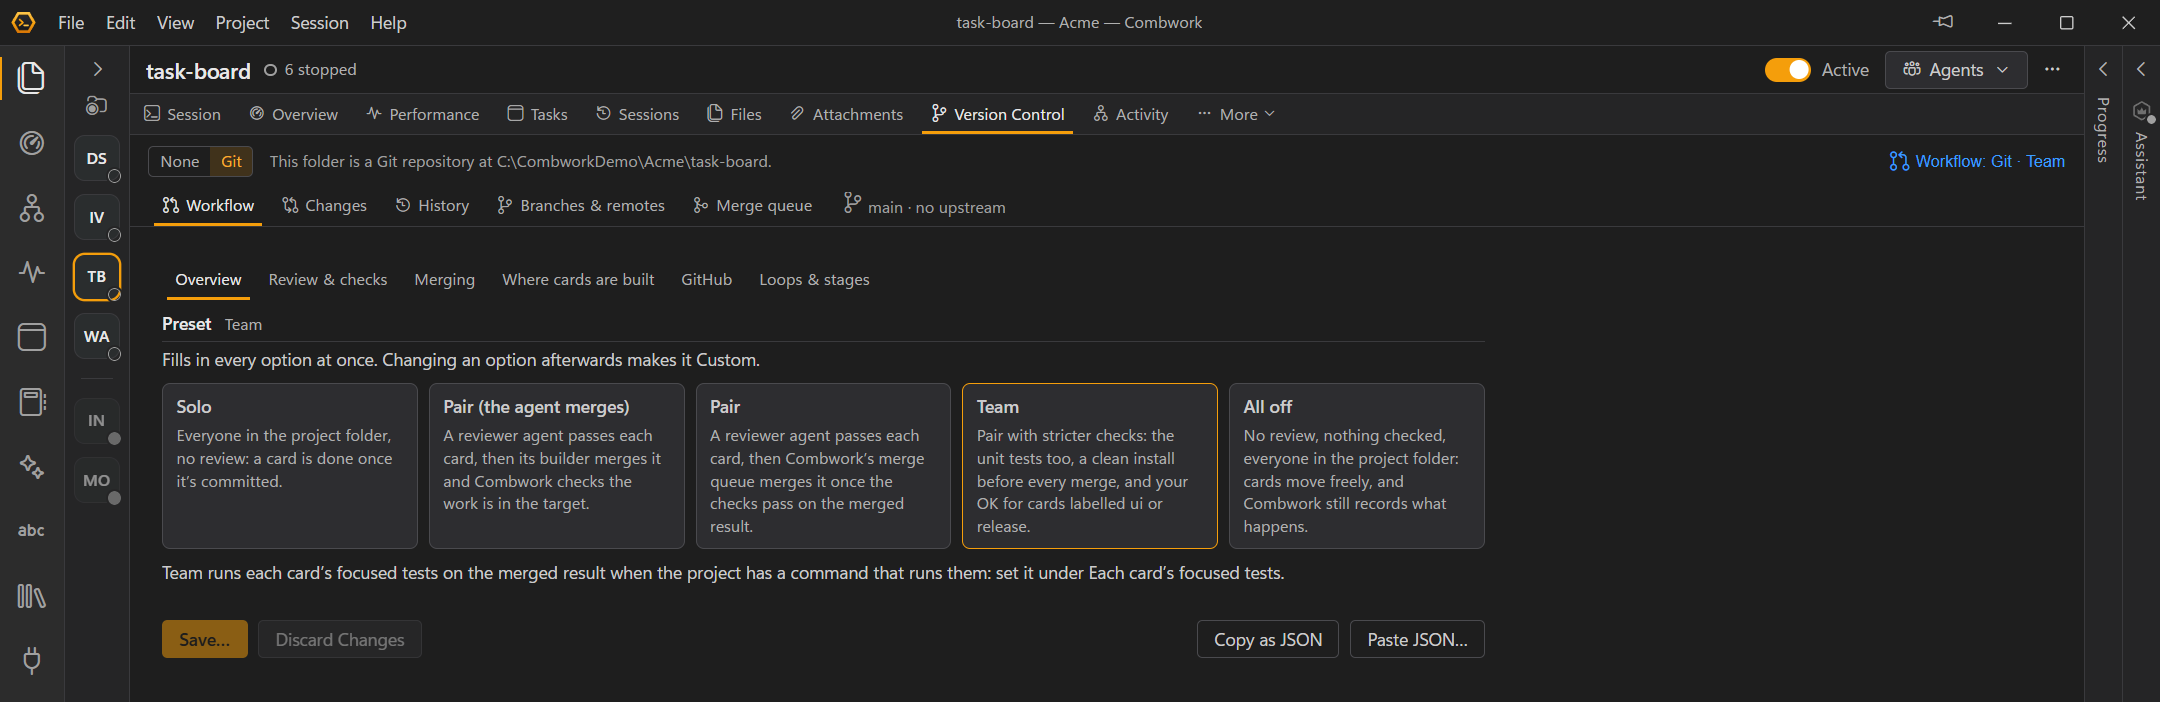 File Edit View Project Session Help
task-board — Acme — Combwork
task-board 6 stopped
Active
Agents
Session Overview Performance Tasks Sessions Files Attachments Version Control Activity More
None Git This folder is a Git repository at C:\CombworkDemo\Acme\task-board.
Workflow: Git · Team
Workflow Changes History Branches & remotes Merge queue main · no upstream
DS
IV
TB
WA
IN
MO
abc
Progress
Assistant
Overview Review & checks Merging Where cards are built GitHub Loops & stages
Preset Team
Fills in every option at once. Changing an option afterwards makes it Custom.
Solo
Everyone in the project folder,
no review: a card is done once
it’s committed.
Pair (the agent merges)
A reviewer agent passes each
card, then its builder merges it
and Combwork checks the
work is in the target.
Pair
A reviewer agent passes each
card, then Combwork’s merge
queue merges it once the
checks pass on the merged
result.
Team
Pair with stricter checks: the
unit tests too, a clean install
before every merge, and your
OK for cards labelled ui or
release.
All off
No review, nothing checked,
everyone in the project folder:
cards move freely, and
Combwork still records what
happens.
Team runs each card’s focused tests on the merged result when the project has a command that runs them: set it under Each card’s focused tests.
Save... Discard Changes
Copy as JSON Paste JSON...